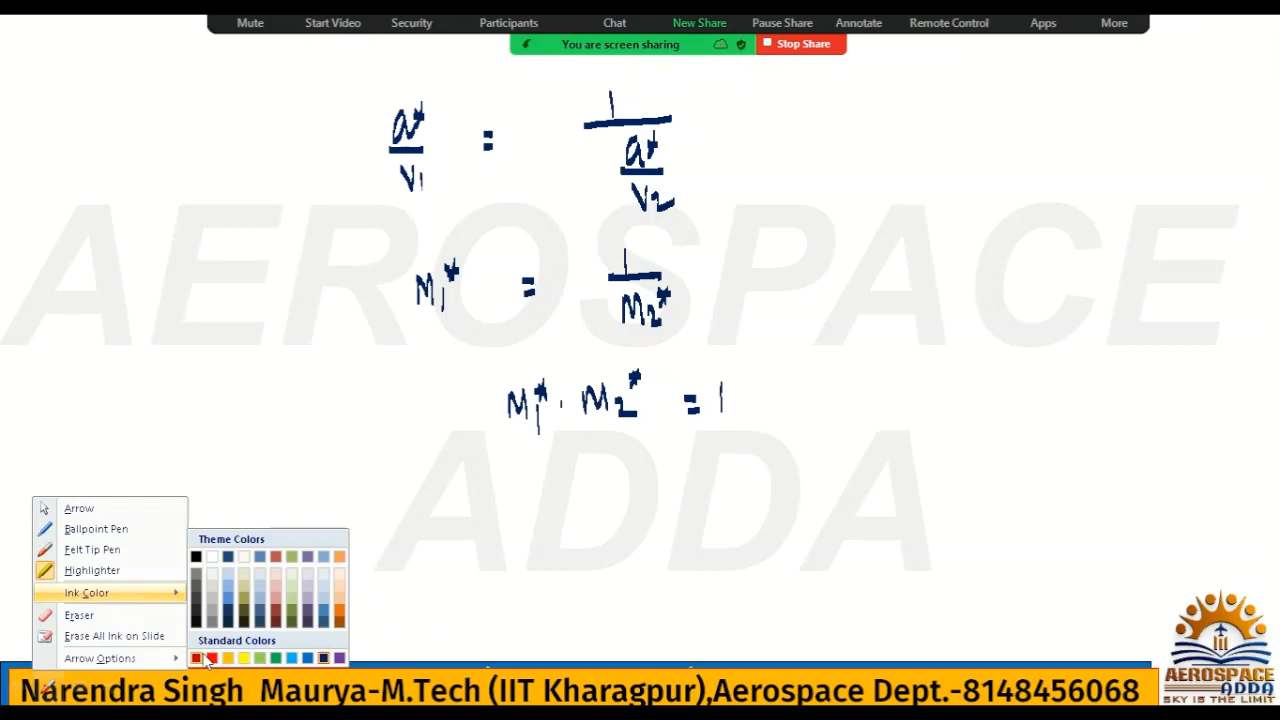 Mute Start Video Security Participants Chat New Share Pause Share Annotate Remote Control Apps More
You are screen sharing Stop Share
a*/v1 = 1/(a*/v2)
M1* = 1/M2*
M1* . M2* = 1
AEROSPACE
ADDA
Arrow
Ballpoint Pen
Felt Tip Pen
Highlighter
Ink Color
Eraser
Erase All Ink on Slide
Arrow Options
Theme Colors
Standard Colors
Narendra Singh Maurya-M.Tech (IIT Kharagpur),Aerospace Dept.-8148456068
AEROSPACE
ADDA
SKY IS THE LIMIT